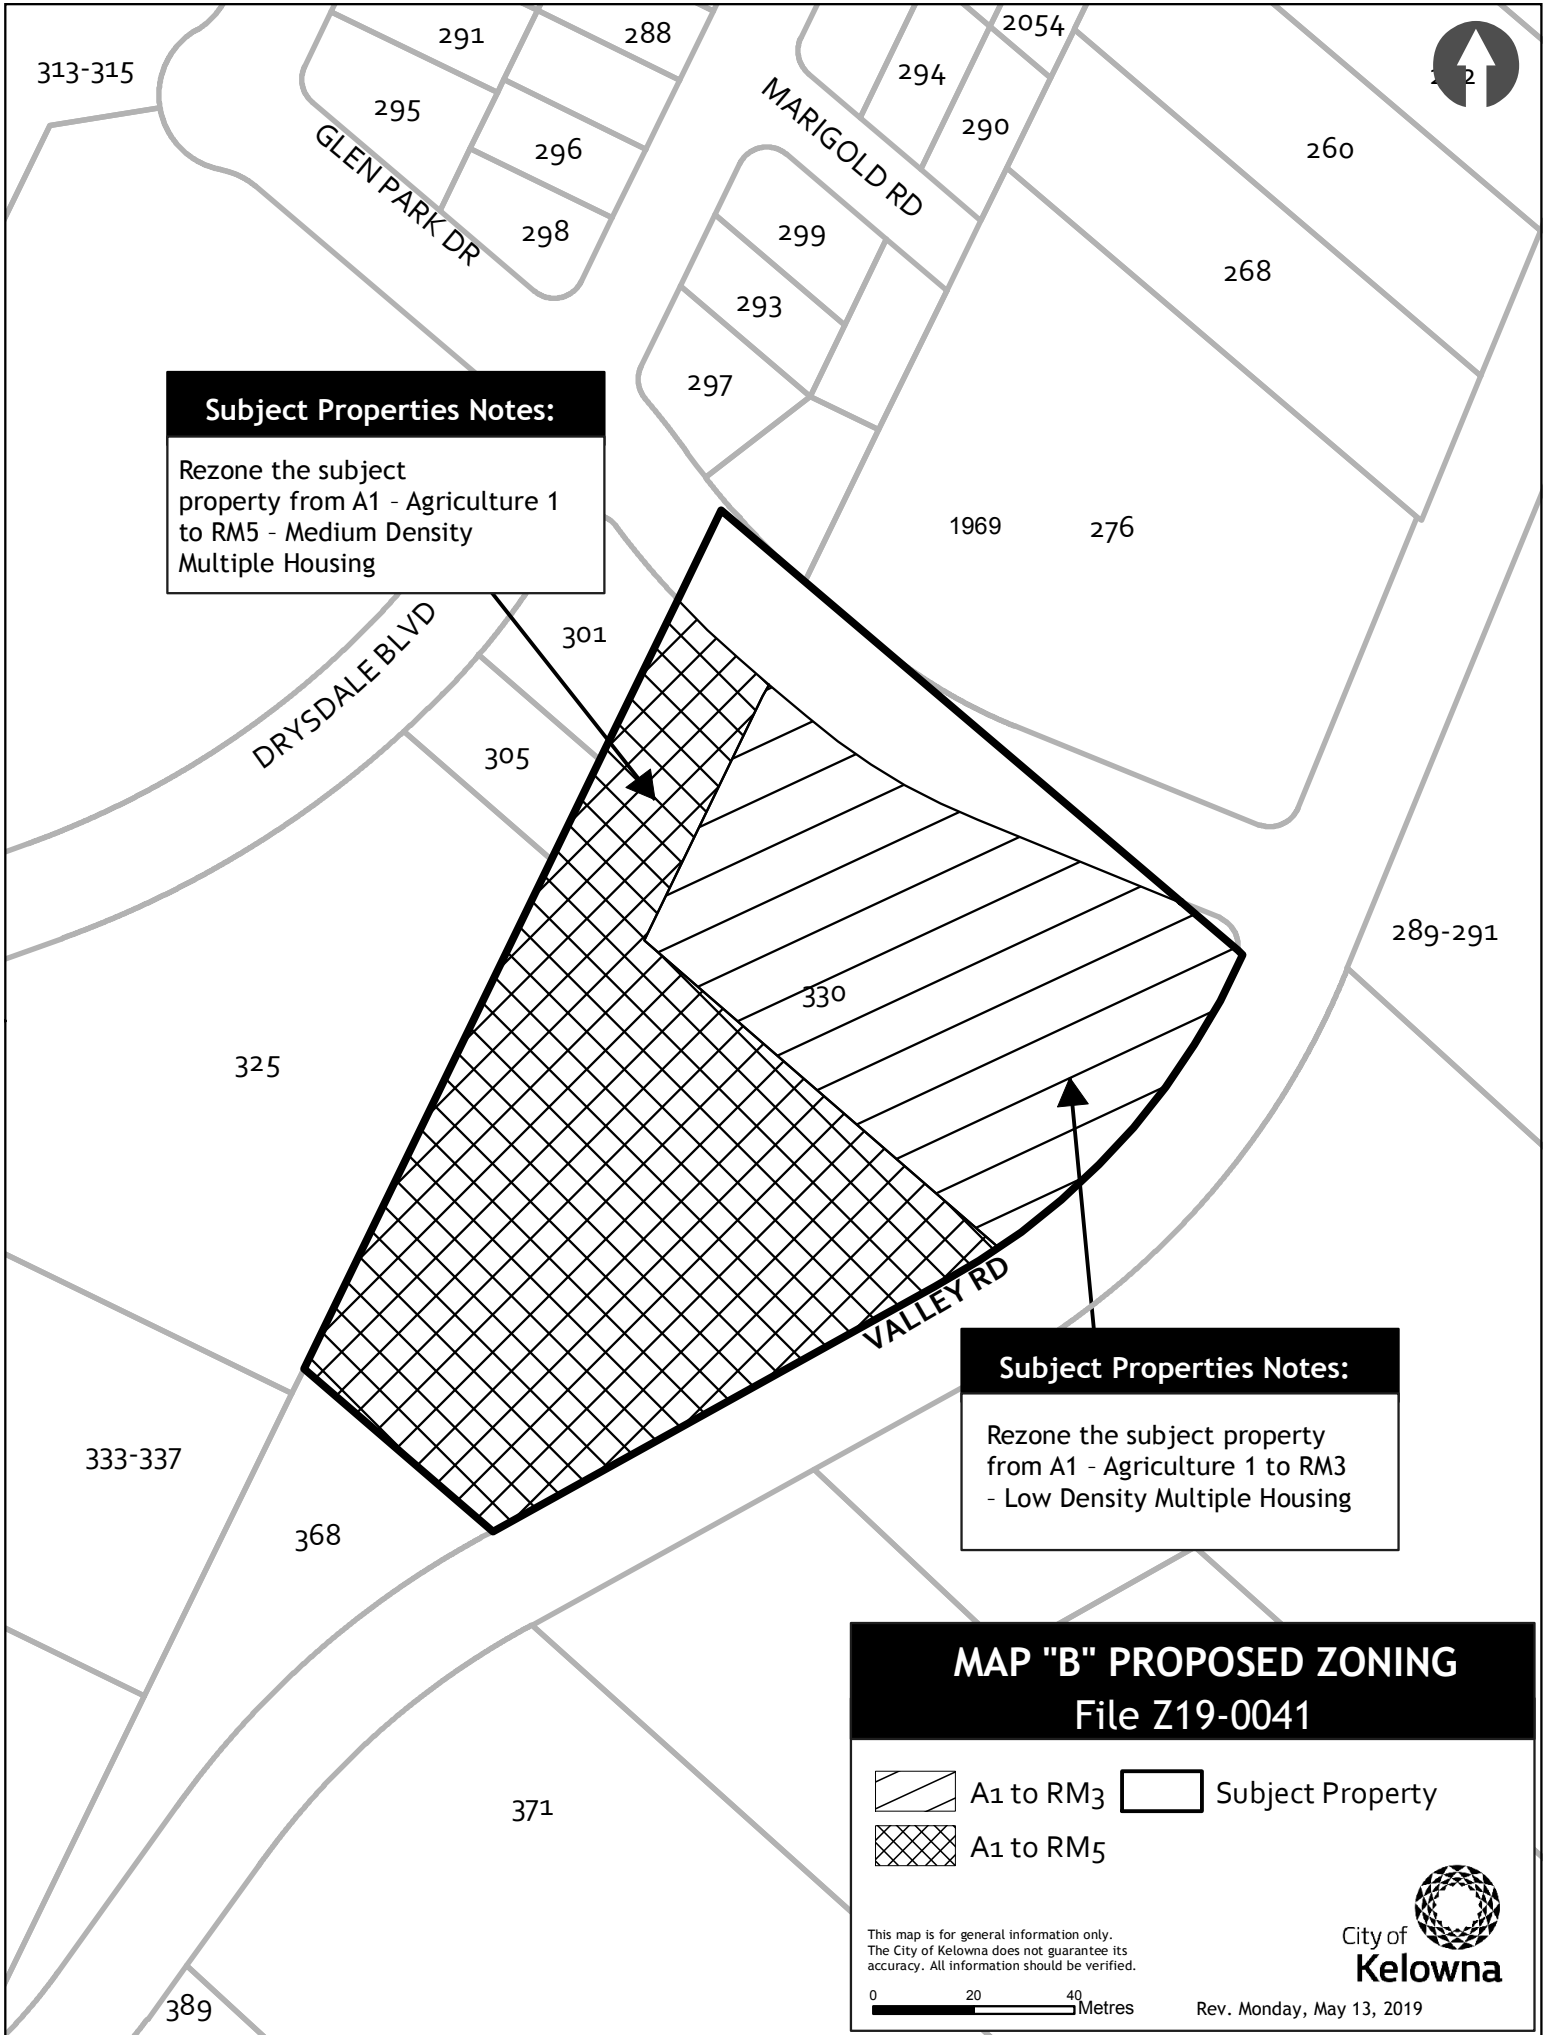 291
288
2054
313-315
294
295
MARIGOLD RD
290
GLEN PARK DR
296
260
298
299
268
293
297
Subject Properties Notes:
Rezone the subject
property from A1 – Agriculture 1
to RM5 – Medium Density
Multiple Housing
1969
276
301
DRYSDALE BLVD
305
289-291
330
325
VALLEY RD
Subject Properties Notes:
Rezone the subject property
from A1 – Agriculture 1 to RM3
– Low Density Multiple Housing
333-337
368
MAP "B" PROPOSED ZONING
File Z19-0041
A1 to RM3
Subject Property
A1 to RM5
371
This map is for general information only.
The City of Kelowna does not guarantee its
accuracy. All information should be verified.
City of
Kelowna
0 20 40
Metres
Rev. Monday, May 13, 2019
389